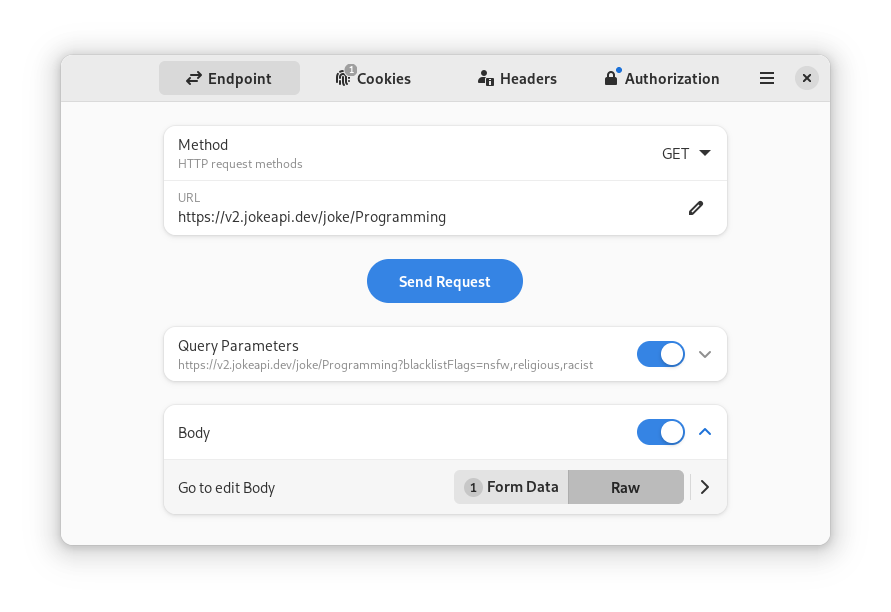 Endpoint
1
Cookies
Headers
Authorization
Method
HTTP request methods
GET
URL
https://v2.jokeapi.dev/joke/Programming
Send Request
Query Parameters
https://v2.jokeapi.dev/joke/Programming?blacklistFlags=nsfw,religious,racist
Body
Go to edit Body
1 Form Data
Raw